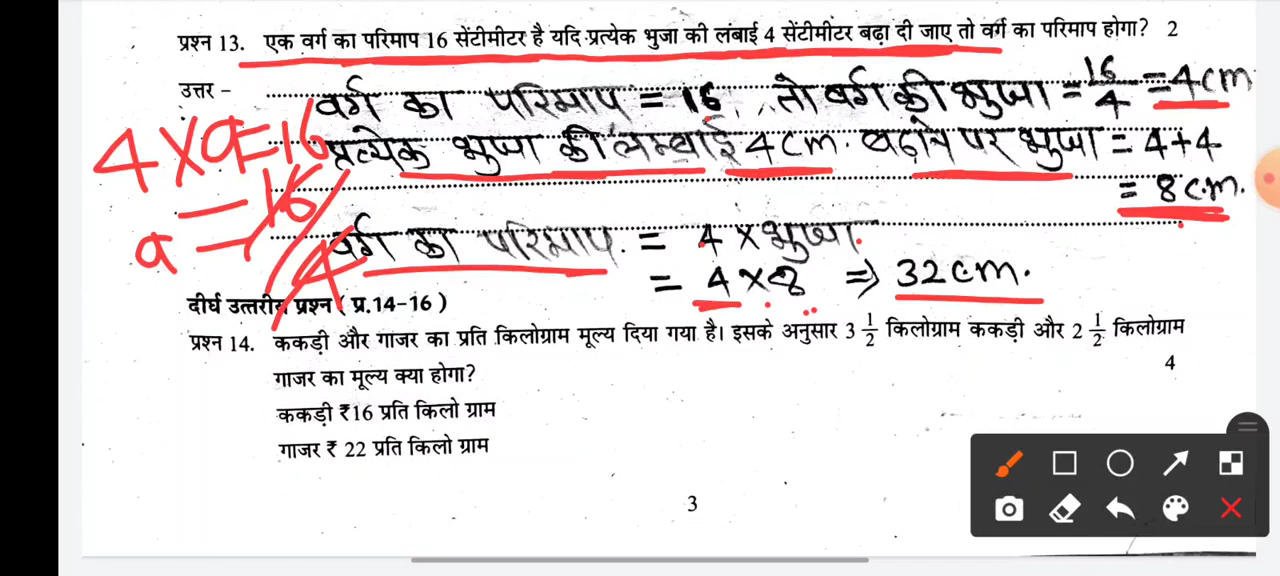 प्रश्न 13. एक वर्ग का परिमाप 16 सेंटीमीटर है यदि प्रत्येक भुजा की लंबाई 4 सेंटीमीटर बढ़ा दी जाए तो वर्ग का परिमाप होगा? 2
उत्तर – वर्ग का परिमाप = 16, तो वर्ग की भुजा = 16/4 = 4cm
4 × a = 16
प्रत्येक भुजा की लम्बाई 4cm. बढ़ाने पर भुजा = 4+4
= 8c.m.
a = 16/4
वर्ग का परिमाप = 4 × भुजा
= 4 × 8 ⇒ 32cm.
दीर्घ उत्तरीय प्रश्न (प्र.14-16)
प्रश्न 14. ककड़ी और गाजर का प्रति किलोग्राम मूल्य दिया गया है। इसके अनुसार 3 1/2 किलोग्राम ककड़ी और 2 1/2 किलोग्राम
गाजर का मूल्य क्या होगा? 4
ककड़ी ₹16 प्रति किलो ग्राम
गाजर ₹ 22 प्रति किलो ग्राम
3